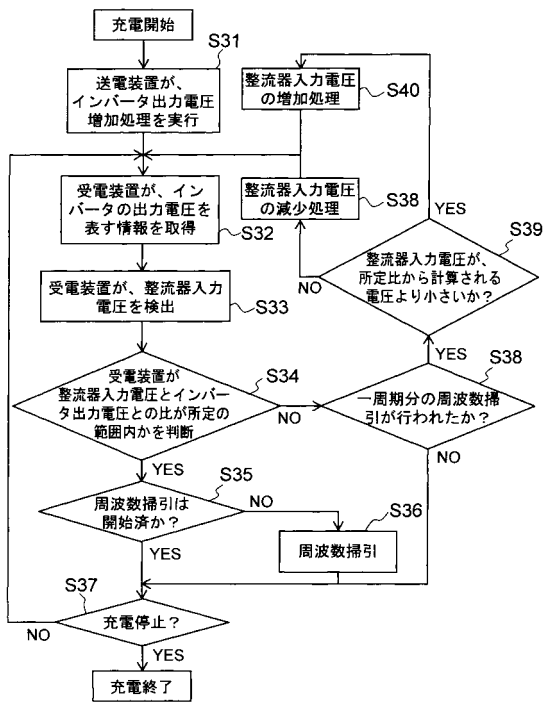 充電開始
S31
送電装置が、
インバータ出力電圧
増加処理を実行
整流器入力電圧
の増加処理
S40
受電装置が、イン
バータの出力電圧を
表す情報を取得
S32
整流器入力電圧
の減少処理
S38
YES
S39
整流器入力電圧が、
所定比から計算される
電圧より小さいか？
NO
受電装置が、整流器入力
電圧を検出
S33
YES
受電装置が
整流器入力電圧とインバー
タ出力電圧との比が所定の
範囲内かを判断
S34
NO
S38
一周期分の周波数掃
引が行われたか？
NO
YES
S35
周波数掃引は
開始済か？
NO
S36
周波数掃引
YES
S37
充電停止？
NO
YES
充電終了